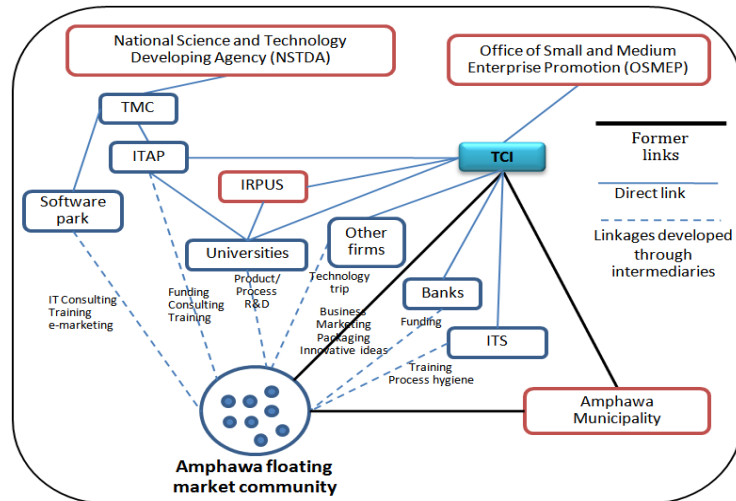 National Science and Technology
Developing Agency (NSTDA)
Office of Small and Medium
Enterprise Promotion (OSMEP)
TMC
ITAP
TCI
Former
links
IRPUS
Direct link
Software
park
Other
firms
Linkages developed
through
intermediaries
Universities
Product/
Process
R&D
Technology
trip
Funding
Consulting
Training
IT Consulting
Training
e-marketing
Banks
Business
Marketing
Packaging
Innovative ideas
Funding
ITS
Training
Process hygiene
Amphawa
Municipality
Amphawa floating
market community